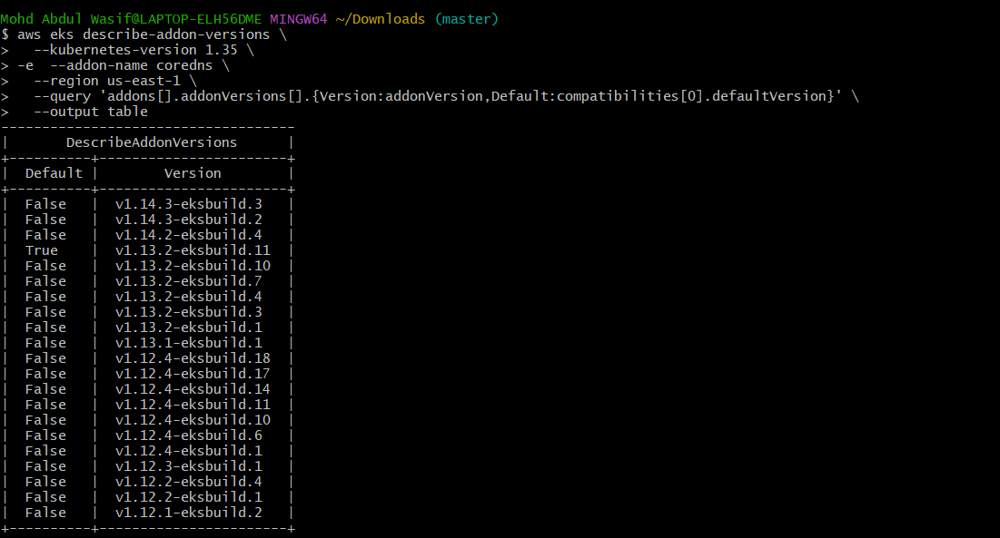 Mohd Abdul Wasif@LAPTOP-ELH56DME MINGW64 ~/Downloads (master)
$ aws eks describe-addon-versions \
>   --kubernetes-version 1.35 \
> -e  --addon-name coredns \
>   --region us-east-1 \
>   --query 'addons[].addonVersions[].{Version:addonVersion,Default:compatibilities[0].defaultVersion}' \
>   --output table
------------------------------------
|       DescribeAddonVersions      |
+----------+-----------------------+
|  Default |        Version        |
+----------+-----------------------+
|  False   |  v1.14.3-eksbuild.3   |
|  False   |  v1.14.3-eksbuild.2   |
|  False   |  v1.14.2-eksbuild.4   |
|  True    |  v1.13.2-eksbuild.11  |
|  False   |  v1.13.2-eksbuild.10  |
|  False   |  v1.13.2-eksbuild.7   |
|  False   |  v1.13.2-eksbuild.4   |
|  False   |  v1.13.2-eksbuild.3   |
|  False   |  v1.13.2-eksbuild.1   |
|  False   |  v1.13.1-eksbuild.1   |
|  False   |  v1.12.4-eksbuild.18  |
|  False   |  v1.12.4-eksbuild.17  |
|  False   |  v1.12.4-eksbuild.14  |
|  False   |  v1.12.4-eksbuild.11  |
|  False   |  v1.12.4-eksbuild.10  |
|  False   |  v1.12.4-eksbuild.6   |
|  False   |  v1.12.4-eksbuild.1   |
|  False   |  v1.12.3-eksbuild.1   |
|  False   |  v1.12.2-eksbuild.4   |
|  False   |  v1.12.2-eksbuild.1   |
|  False   |  v1.12.1-eksbuild.2   |
+----------+-----------------------+